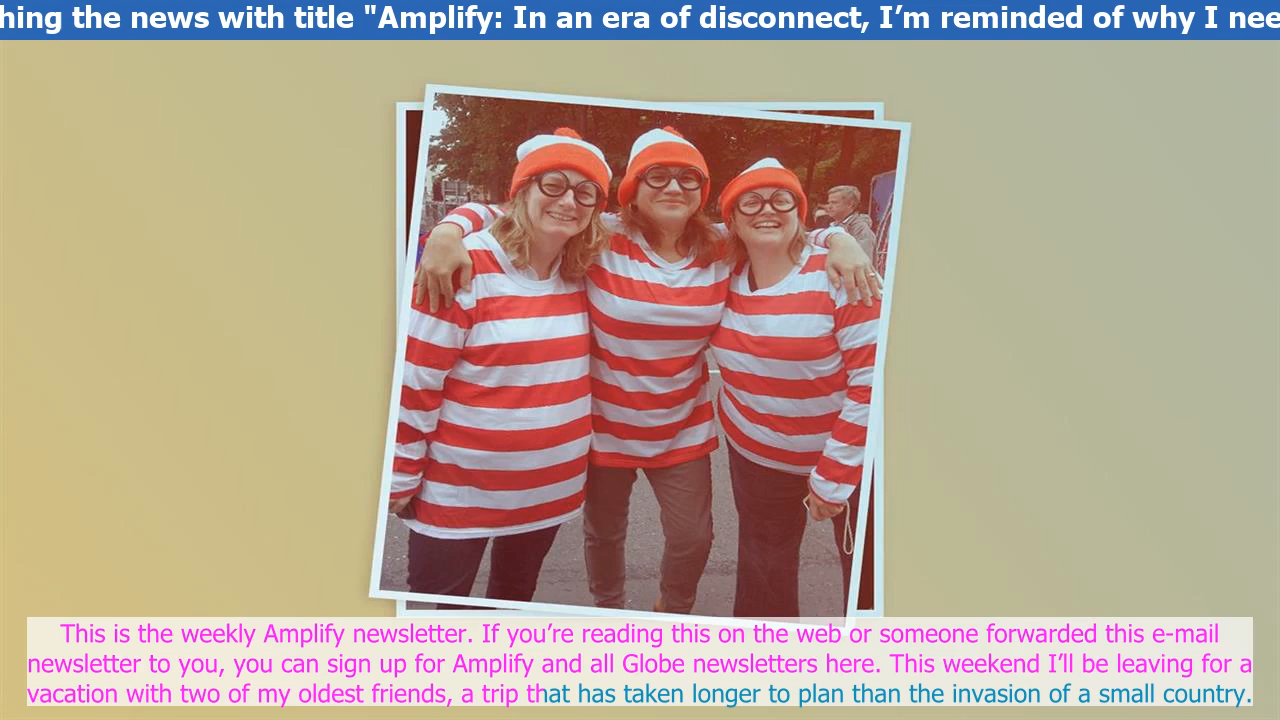 hing the news with title "Amplify: In an era of disconnect, I’m reminded of why I nee
This is the weekly Amplify newsletter. If you’re reading this on the web or someone forwarded this e-mail
newsletter to you, you can sign up for Amplify and all Globe newsletters here. This weekend I’ll be leaving for a
vacation with two of my oldest friends, a trip that has taken longer to plan than the invasion of a small country.